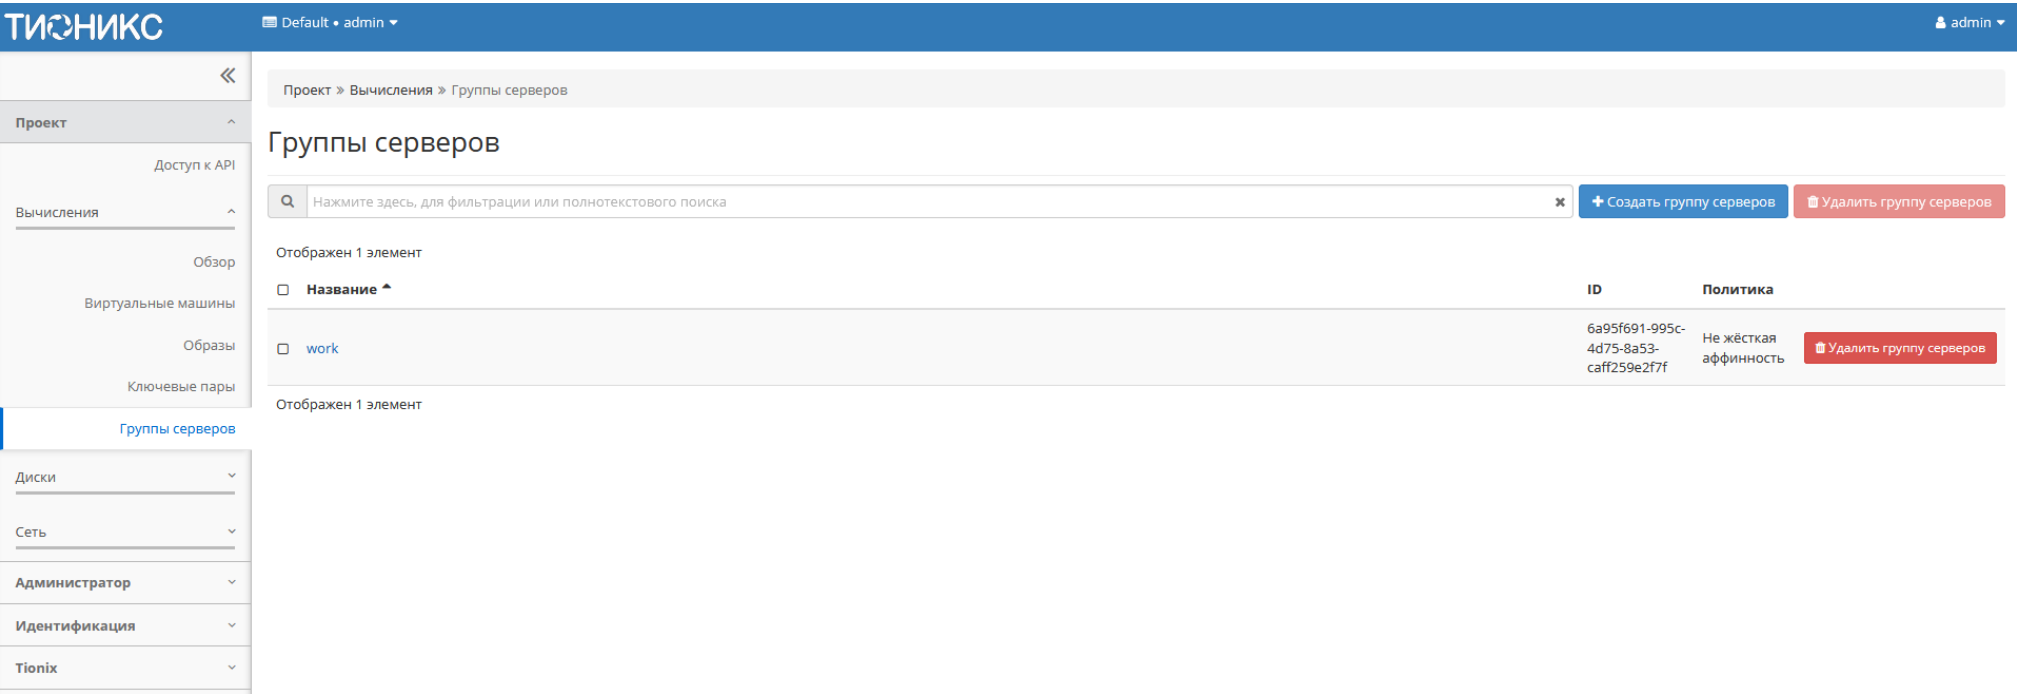 ТИОНИКС
Default • admin
admin
Проект
Доступ к API
Вычисления
Обзор
Виртуальные машины
Образы
Ключевые пары
Группы серверов
Диски
Сеть
Администратор
Идентификация
Tionix
Проект » Вычисления » Группы серверов
Группы серверов
Нажмите здесь, для фильтрации или полнотекстового поиска
Создать группу серверов
Удалить группу серверов
Отображен 1 элемент
Название ID Политика
work
6a95f691-995c-
4d75-8a53-
caff259e2f7f
Не жёсткая
аффинность
Удалить группу серверов
Отображен 1 элемент